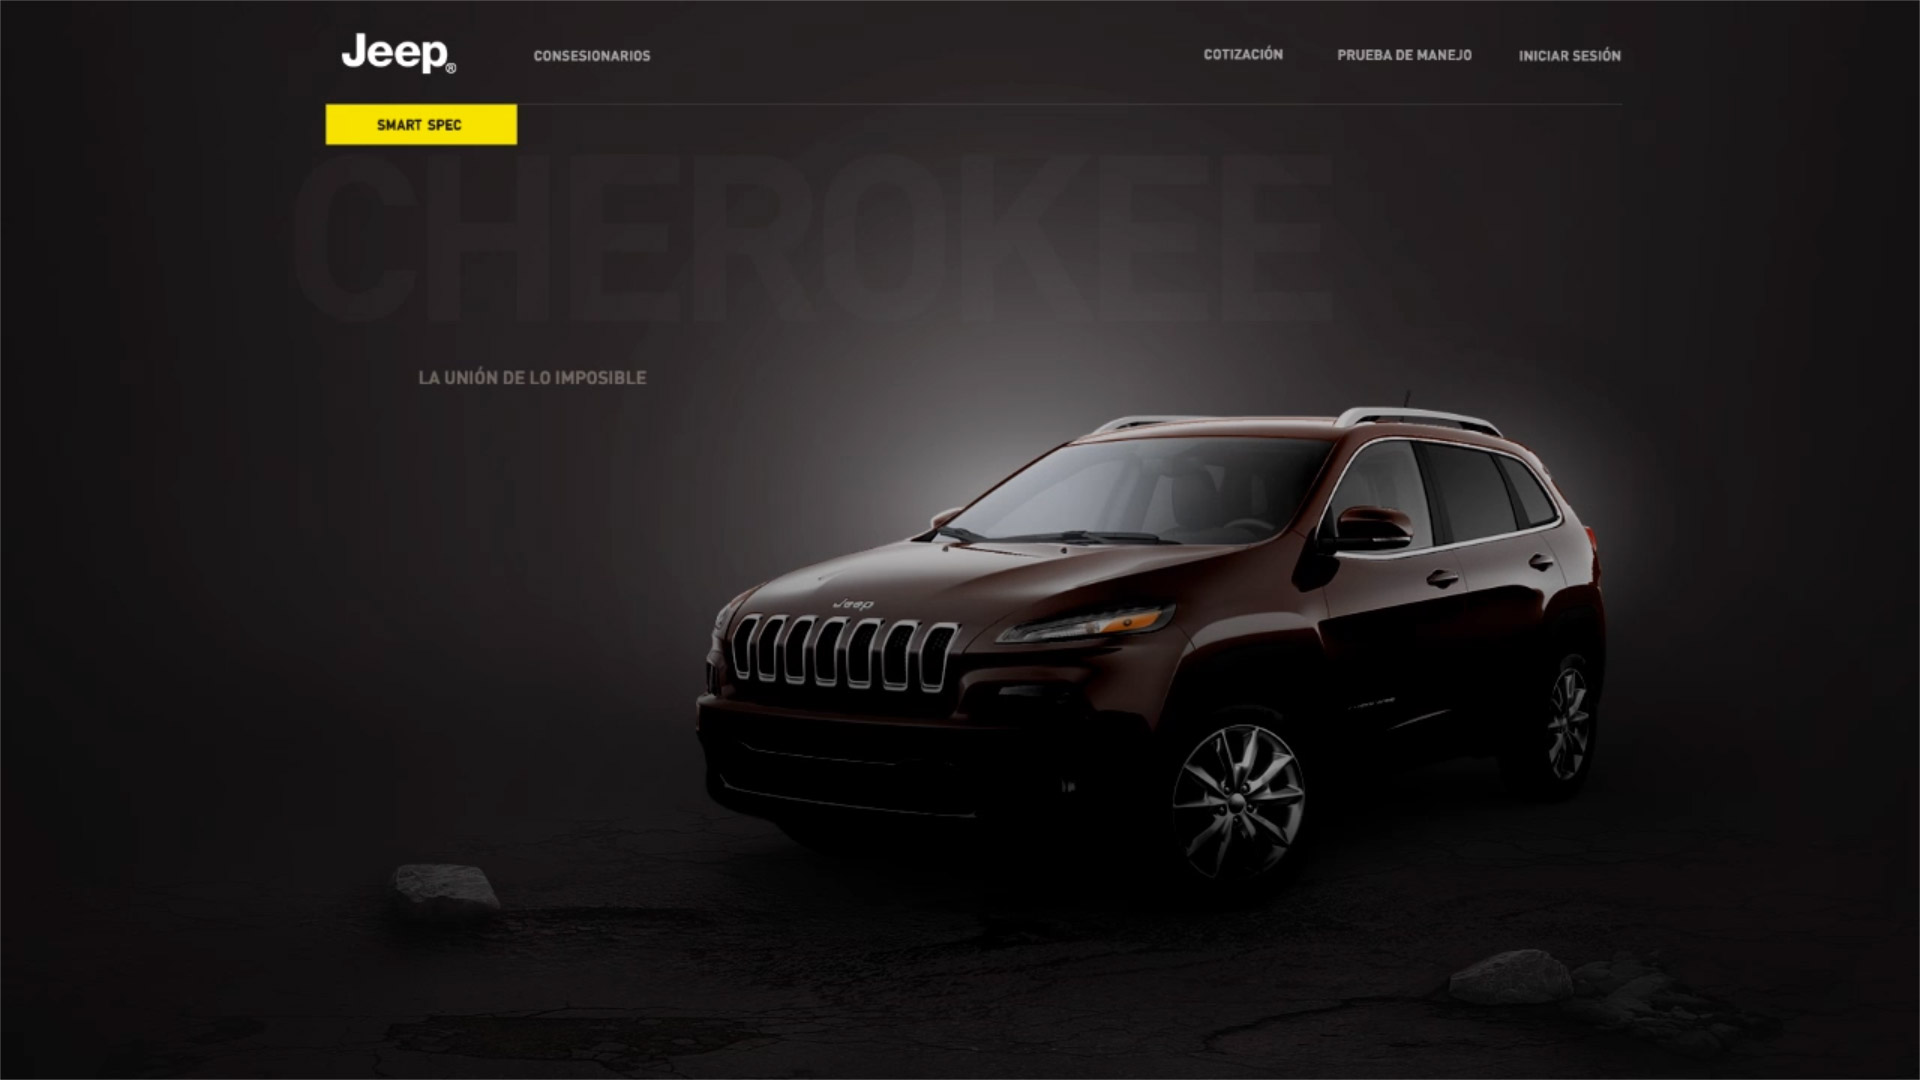 Jeep®
CONSESIONARIOS
COTIZACIÓN
PRUEBA DE MANEJO
INICIAR SESIÓN
SMART SPEC
CHEROKEE
LA UNIÓN DE LO IMPOSIBLE
Jeep